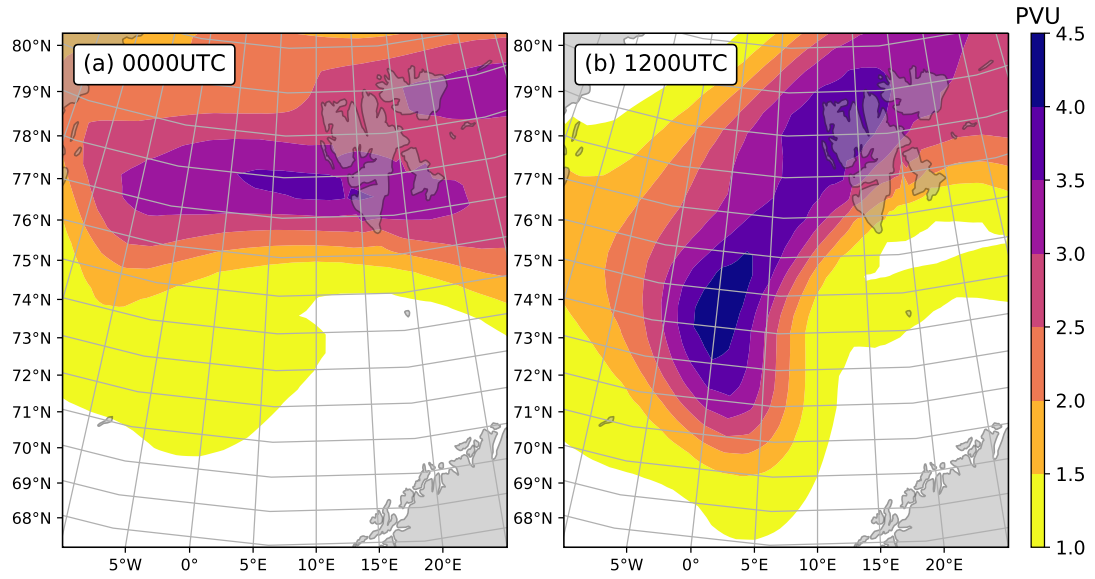 PVU
(a) 0000UTC
80°N
79°N
78°N
77°N
76°N
75°N
74°N
73°N
72°N
71°N
70°N
69°N
68°N
5°W
0°
5°E
10°E
15°E
20°E
(b) 1200UTC
80°N
79°N
78°N
77°N
76°N
75°N
74°N
73°N
72°N
71°N
70°N
69°N
68°N
5°W
0°
5°E
10°E
15°E
20°E
4.5
4.0
3.5
3.0
2.5
2.0
1.5
1.0